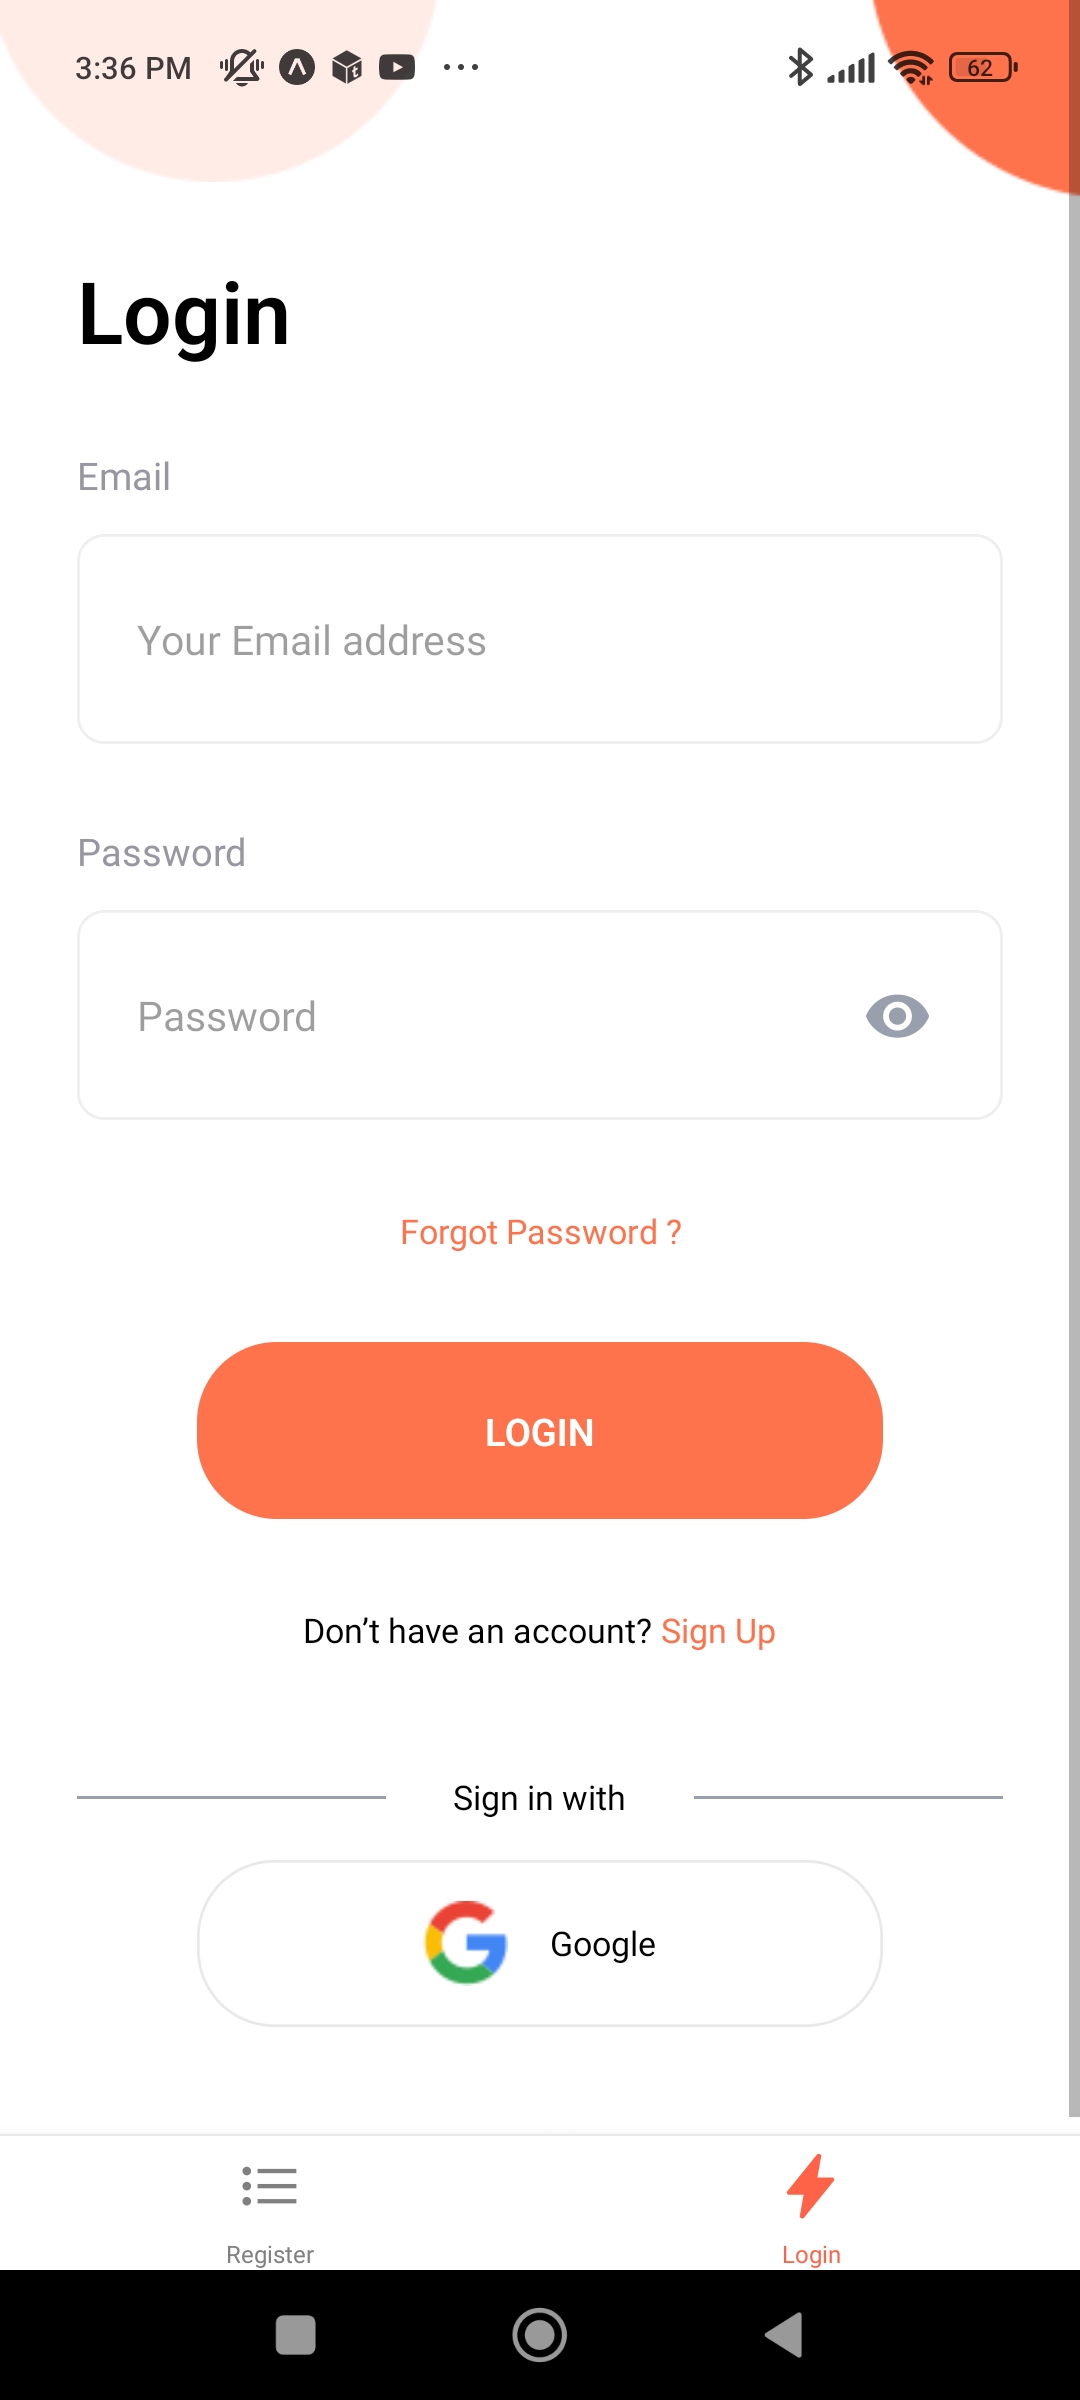 3:36 PM
62
Login
Email
Your Email address
Password
Password
Forgot Password ?
LOGIN
Don’t have an account? Sign Up
Sign in with
Google
Register
Login